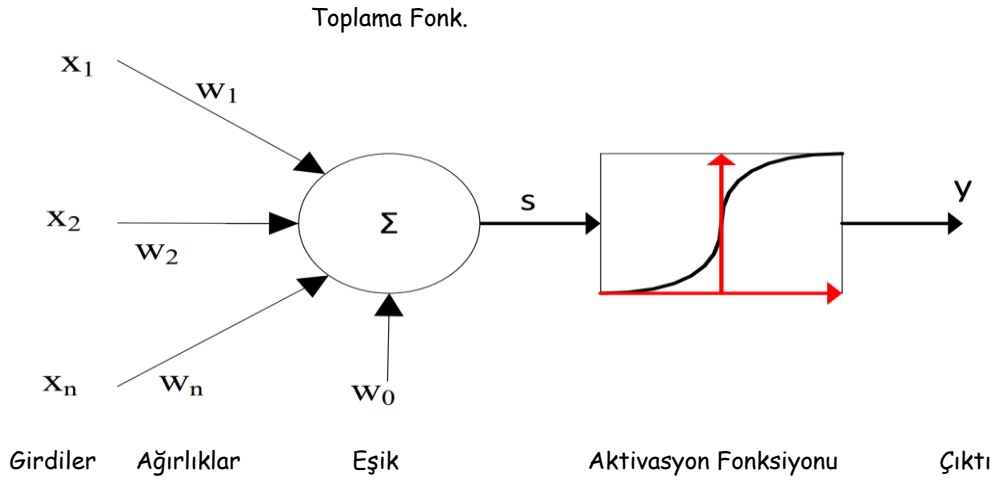 Toplama Fonk.
x1
w1
x2
w2
Σ
s
y
xn
wn
w0
Girdiler Ağırlıklar Eşik Aktivasyon Fonksiyonu Çıktı